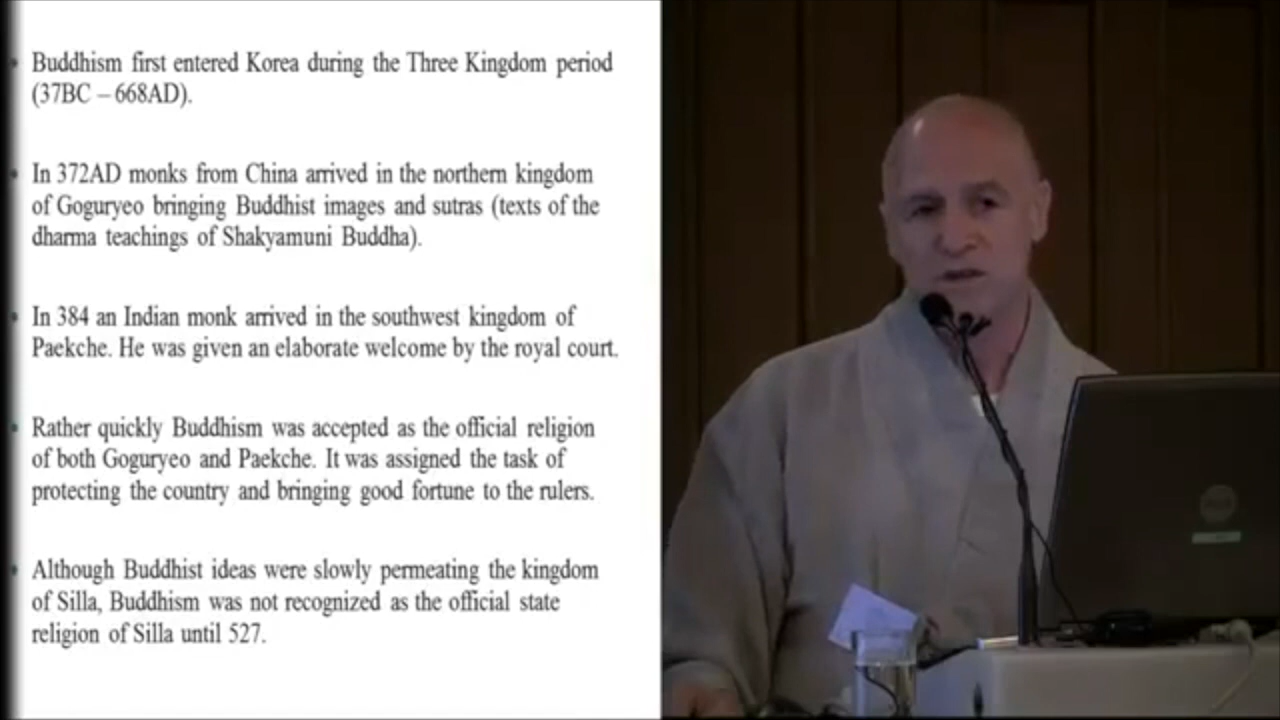 • Buddhism first entered Korea during the Three Kingdom period
(37BC – 668AD).
• In 372AD monks from China arrived in the northern kingdom
of Goguryeo bringing Buddhist images and sutras (texts of the
dharma teachings of Shakyamuni Buddha).
• In 384 an Indian monk arrived in the southwest kingdom of
Paekche. He was given an elaborate welcome by the royal court.
• Rather quickly Buddhism was accepted as the official religion
of both Goguryeo and Paekche. It was assigned the task of
protecting the country and bringing good fortune to the rulers.
• Although Buddhist ideas were slowly permeating the kingdom
of Silla, Buddhism was not recognized as the official state
religion of Silla until 527.